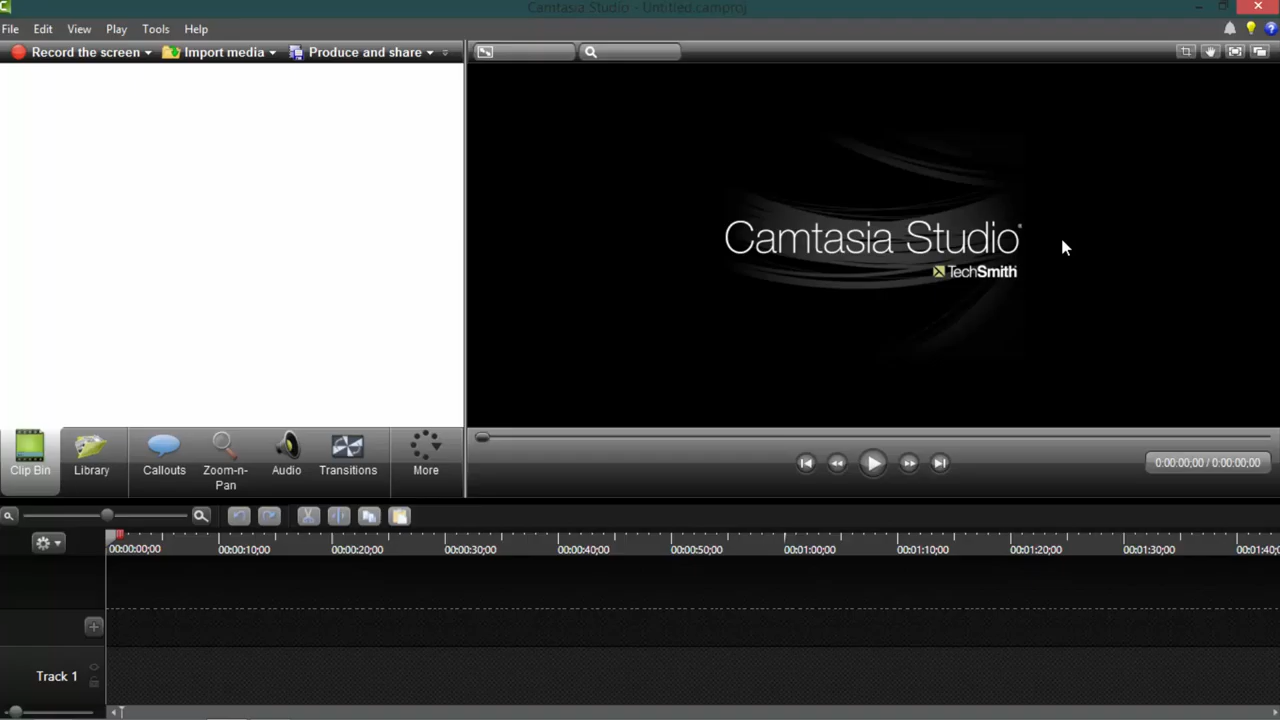 Camtasia Studio - Untitled.camproj
File Edit View Play Tools Help
Record the screen Import media Produce and share
Camtasia Studio®
TechSmith
Clip Bin Library Callouts Zoom-n-Pan Audio Transitions More
0:00:00;00 / 0:00:00;00
00:00:00;00 00:00:10;00 00:00:20;00 00:00:30;00 00:00:40;00 00:00:50;00 00:01:00;00 00:01:10;00 00:01:20;00 00:01:30;00 00:01:40;00
Track 1